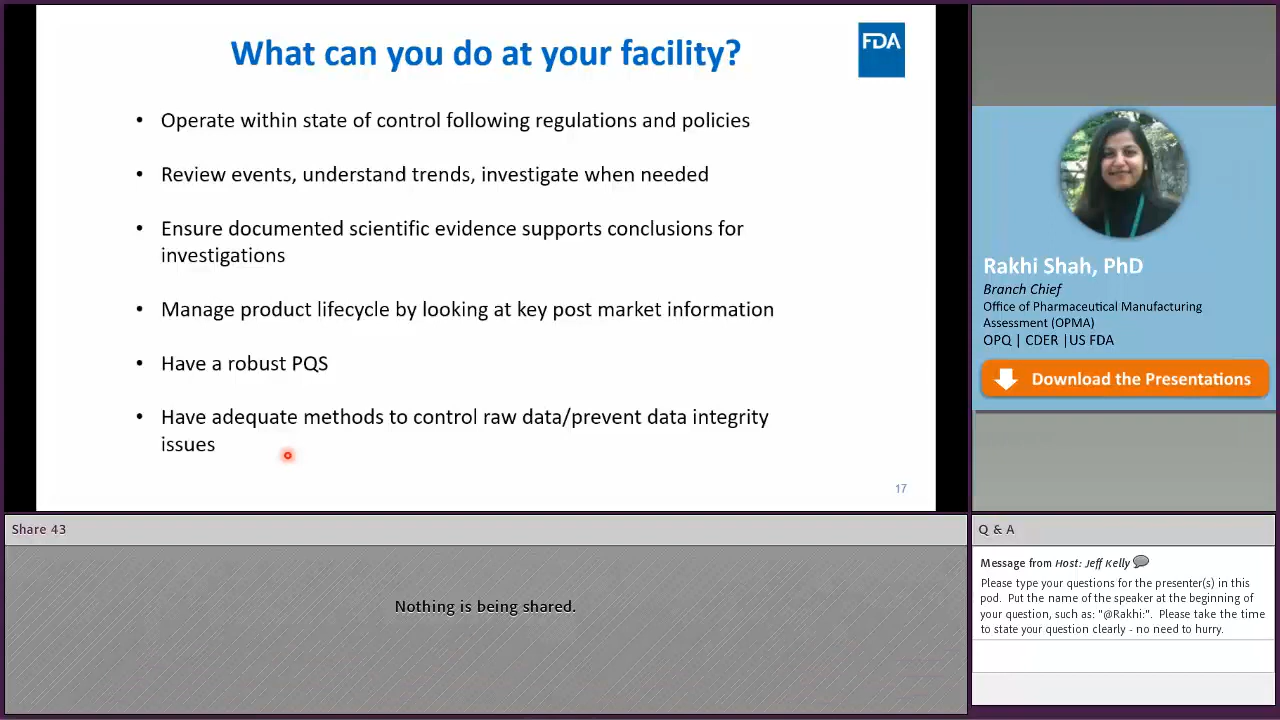 What can you do at your facility?
FDA
• Operate within state of control following regulations and policies
• Review events, understand trends, investigate when needed
• Ensure documented scientific evidence supports conclusions for
investigations
• Manage product lifecycle by looking at key post market information
• Have a robust PQS
• Have adequate methods to control raw data/prevent data integrity
issues
17
Rakhi Shah, PhD
Branch Chief
Office of Pharmaceutical Manufacturing
Assessment (OPMA)
OPQ | CDER |US FDA
Download the Presentations
Share 43
Nothing is being shared.
Q & A
Message from Host: Jeff Kelly
Please type your questions for the presenter(s) in this
pod. Put the name of the speaker at the beginning of
your question, such as: "@Rakhi:". Please take the time
to state your question clearly - no need to hurry.